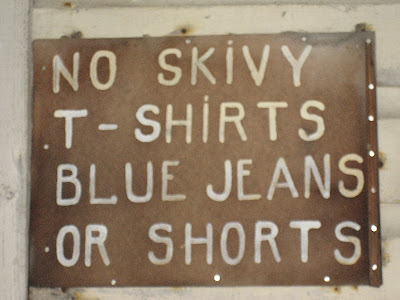 NO SKIVY
T-SHIRTS
BLUE JEANS
OR SHORTS